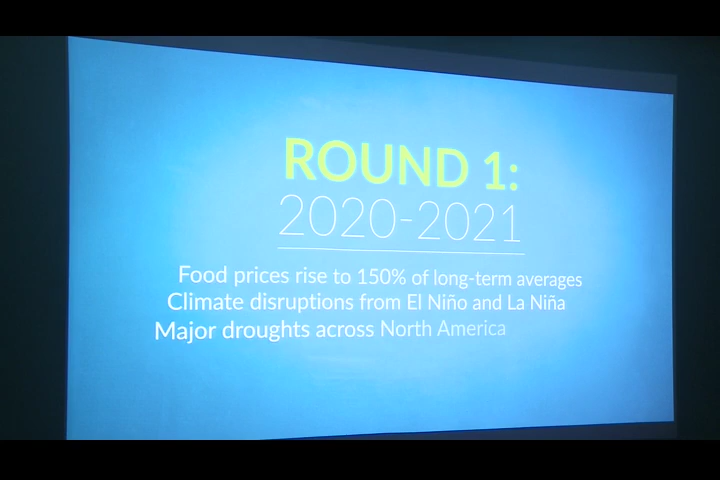 ROUND 1:
2020-2021
Food prices rise to 150% of long-term averages
Climate disruptions from El Niño and La Niña
Major droughts across North America